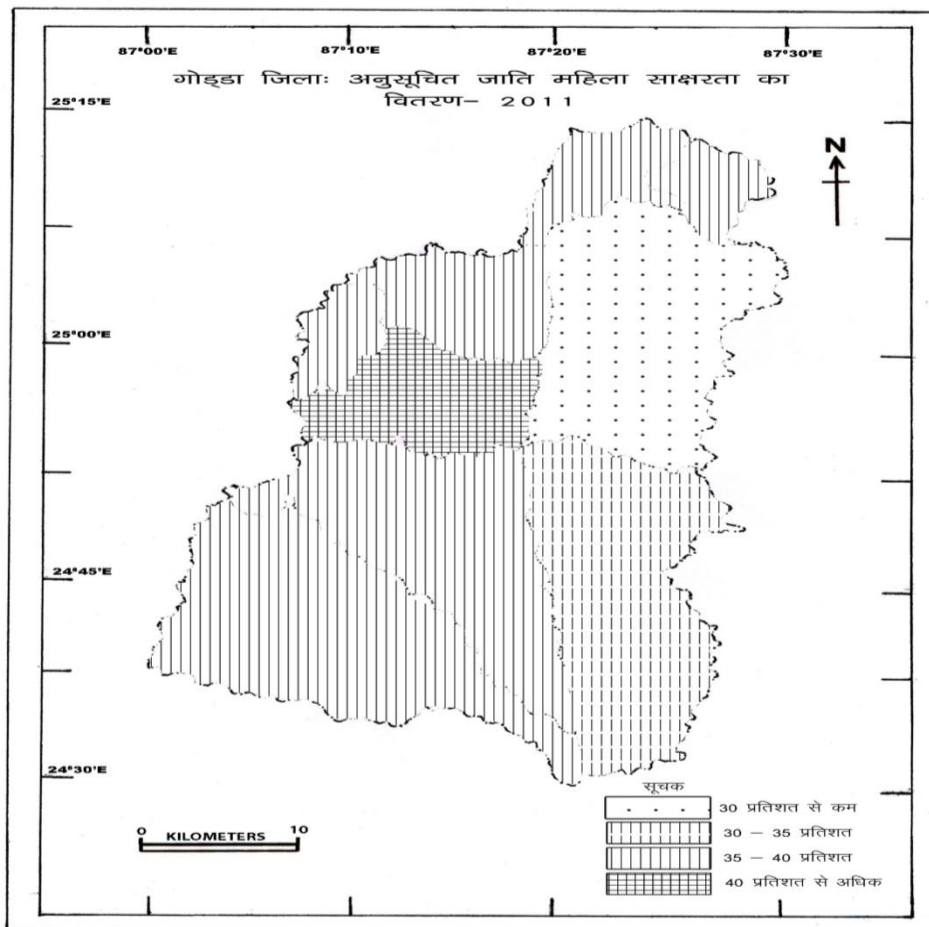 87°00'E 87°10'E 87°20'E 87°30'E
गोड्डा जिलाः अनुसूचित जाति महिला साक्षरता का
वितरण– 2011
25°15'E
N
25°00'E
24°45'E
24°30'E
सूचक
30 प्रतिशत से कम
30 – 35 प्रतिशत
35 – 40 प्रतिशत
40 प्रतिशत से अधिक
0 KILOMETERS 10